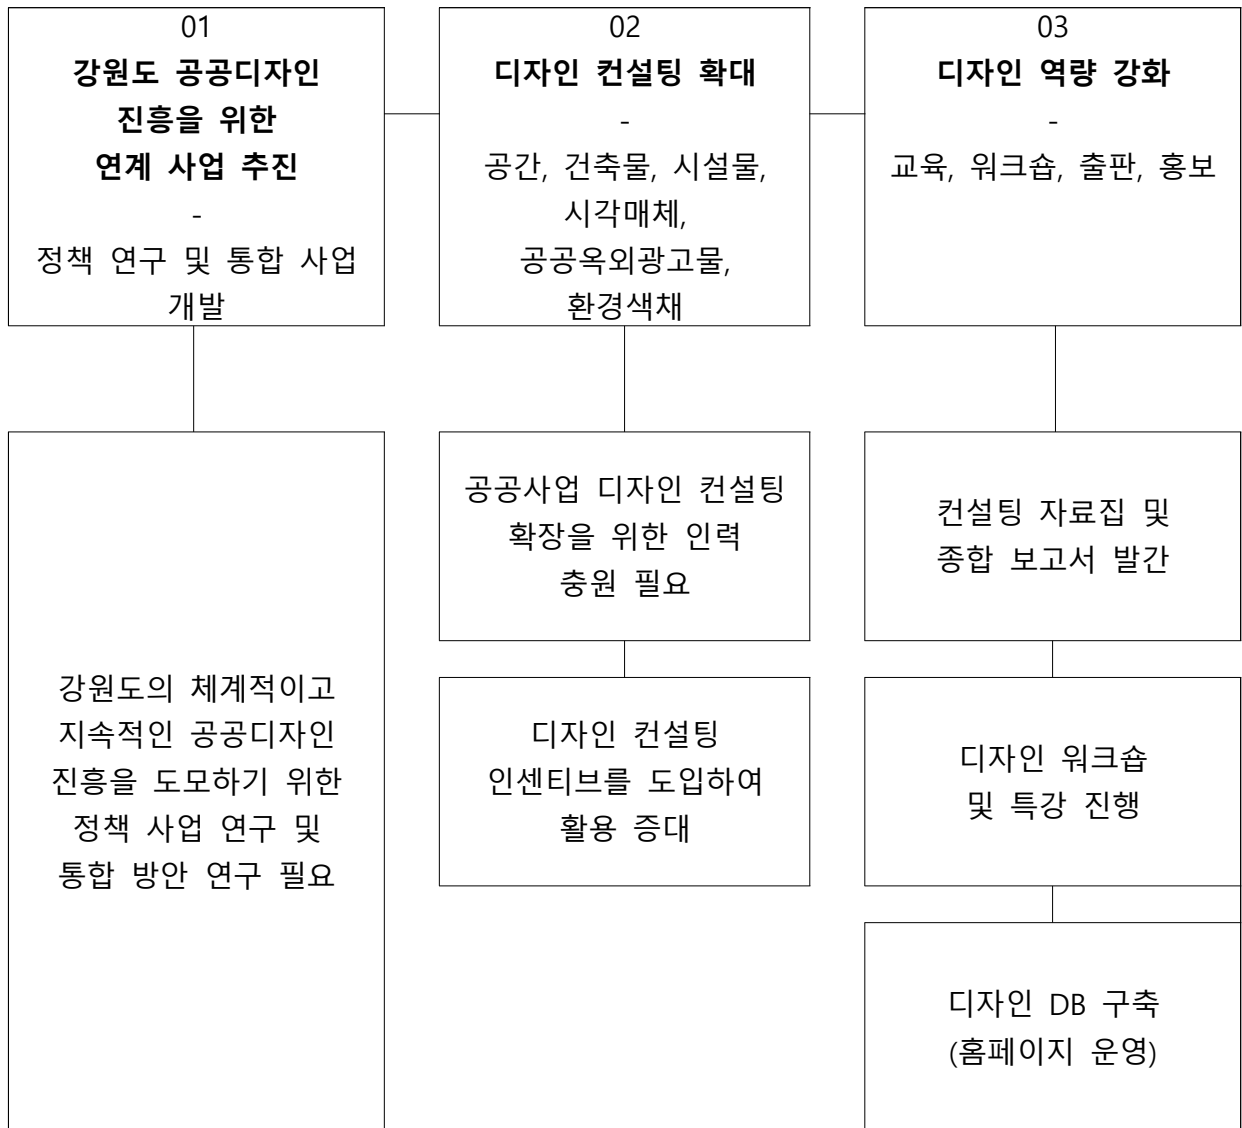 01
강원도 공공디자인
진흥을 위한
연계 사업 추진
-
정책 연구 및 통합 사업
개발
02
디자인 컨설팅 확대
-
공간, 건축물, 시설물,
시각매체,
공공옥외광고물,
환경색채
03
디자인 역량 강화
-
교육, 워크숍, 출판, 홍보
강원도의 체계적이고
지속적인 공공디자인
진흥을 도모하기 위한
정책 사업 연구 및
통합 방안 연구 필요
공공사업 디자인 컨설팅
확장을 위한 인력
충원 필요
디자인 컨설팅
인센티브를 도입하여
활용 증대
컨설팅 자료집 및
종합 보고서 발간
디자인 워크숍
및 특강 진행
디자인 DB 구축
(홈페이지 운영)